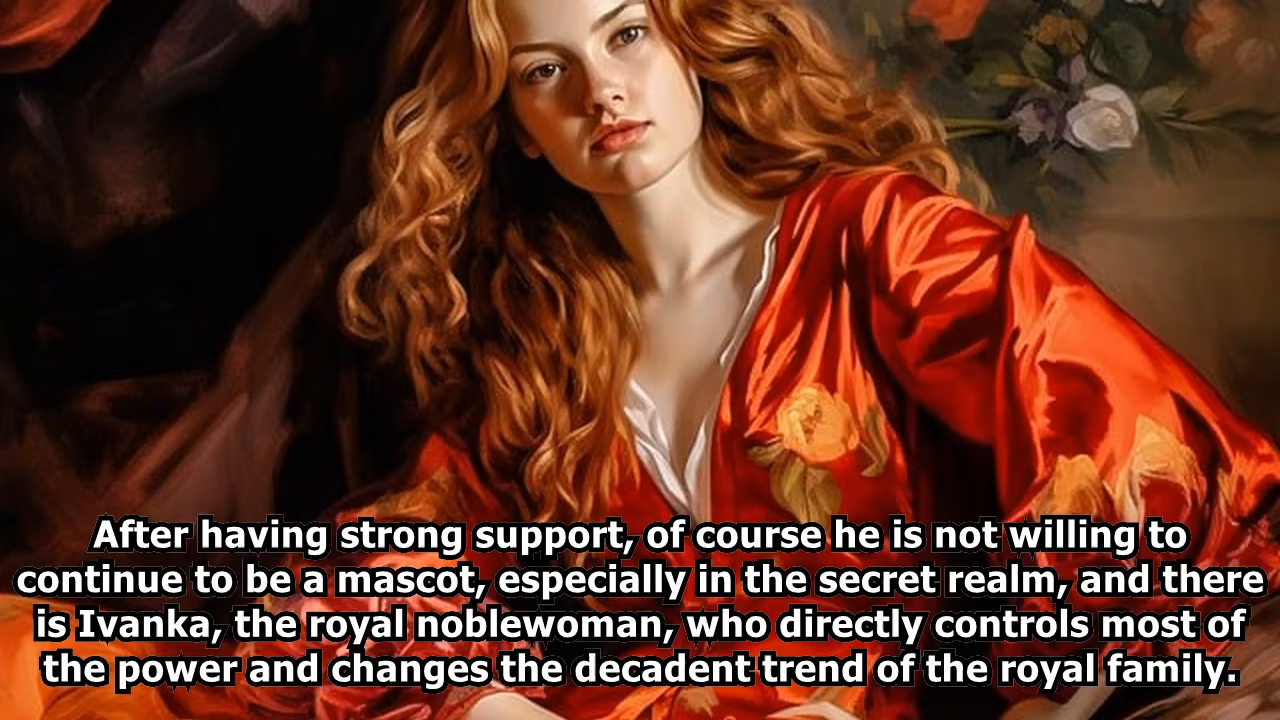 After having strong support, of course he is not willing to
continue to be a mascot, especially in the secret realm, and there
is Ivanka, the royal noblewoman, who directly controls most of
the power and changes the decadent trend of the royal family.